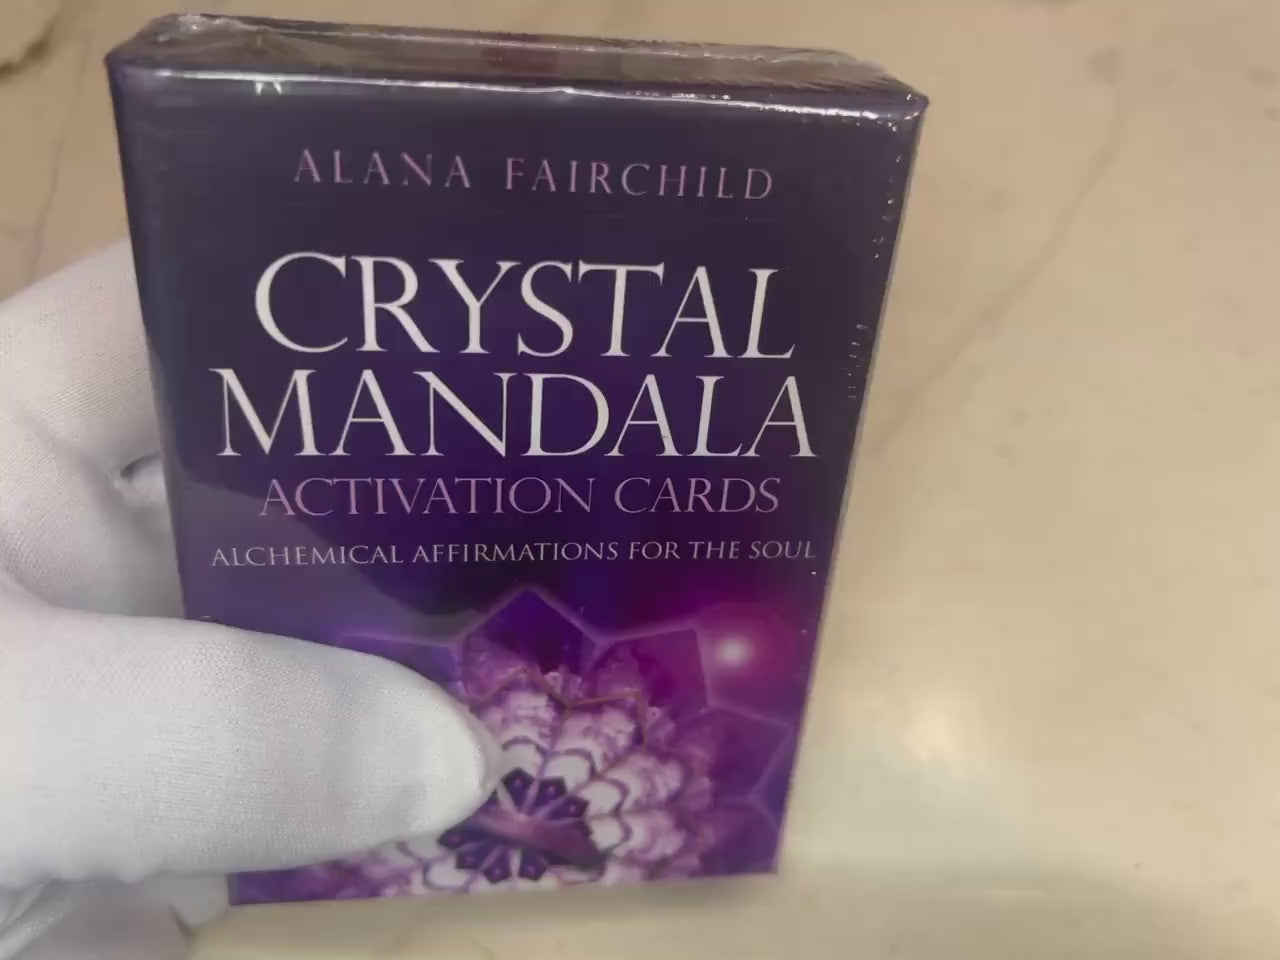 ALANA FAIRCHILD
CRYSTAL
MANDALA
ACTIVATION CARDS
ALCHEMICAL AFFIRMATIONS FOR THE SOUL